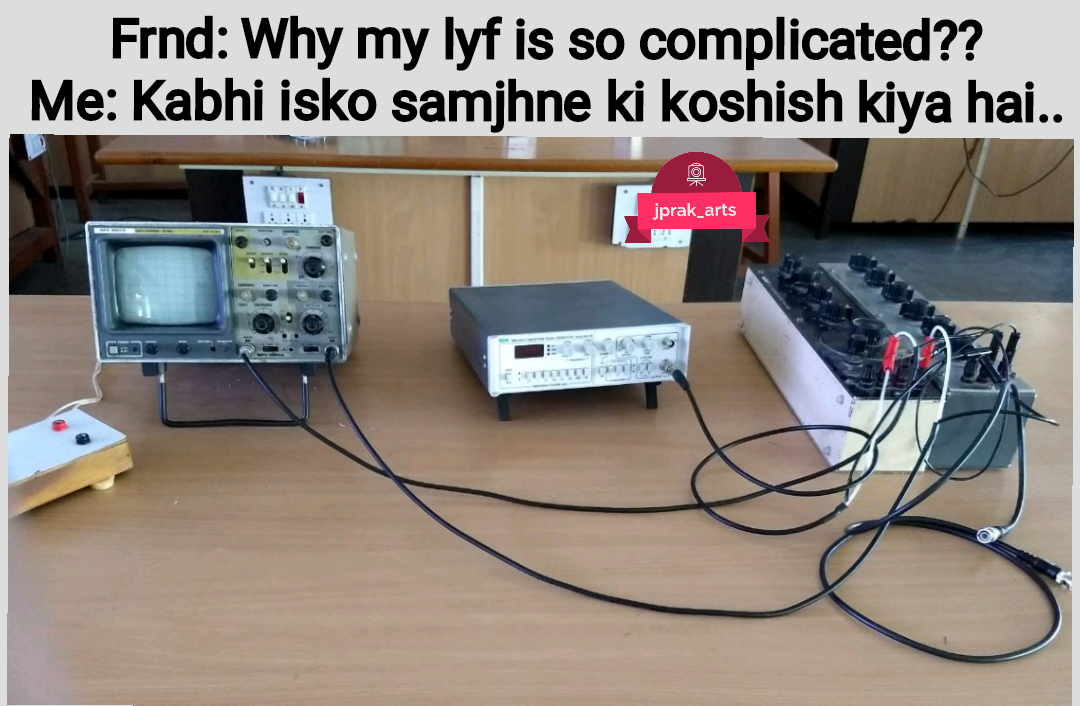 Frnd: Why my lyf is so complicated??
Me: Kabhi isko samjhne ki koshish kiya hai..
jprak_arts